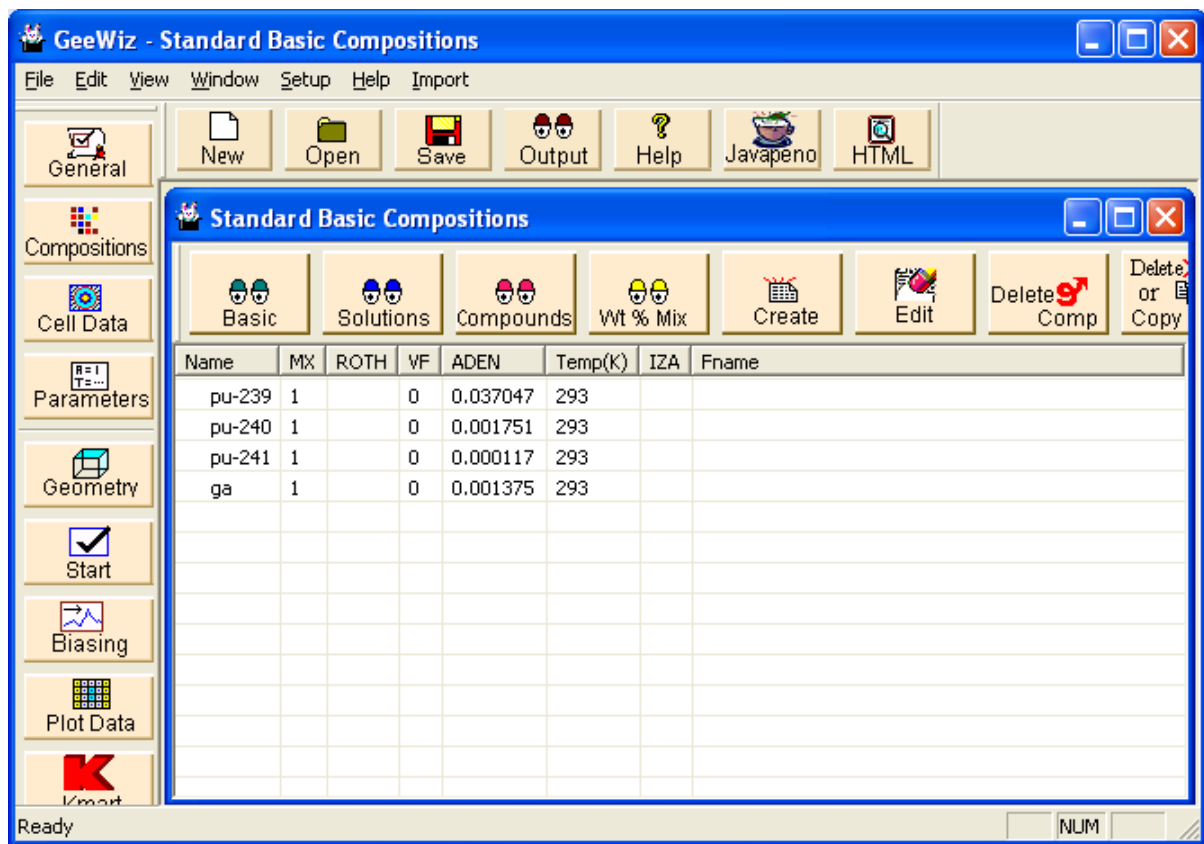 GeeWiz - Standard Basic Compositions
File Edit View Window Setup Help Import
New Open Save Output Help Javapeno HTML
General
Compositions
Cell Data
R=1
T=...
Parameters
Geometry
Start
Biasing
Plot Data
Kmart
Standard Basic Compositions
Basic Solutions Compounds Wt % Mix Create Edit Delete Comp Delete or Copy
Name MX ROTH VF ADEN Temp(K) IZA Fname
pu-239 1 0 0.037047 293
pu-240 1 0 0.001751 293
pu-241 1 0 0.000117 293
ga 1 0 0.001375 293
Ready NUM